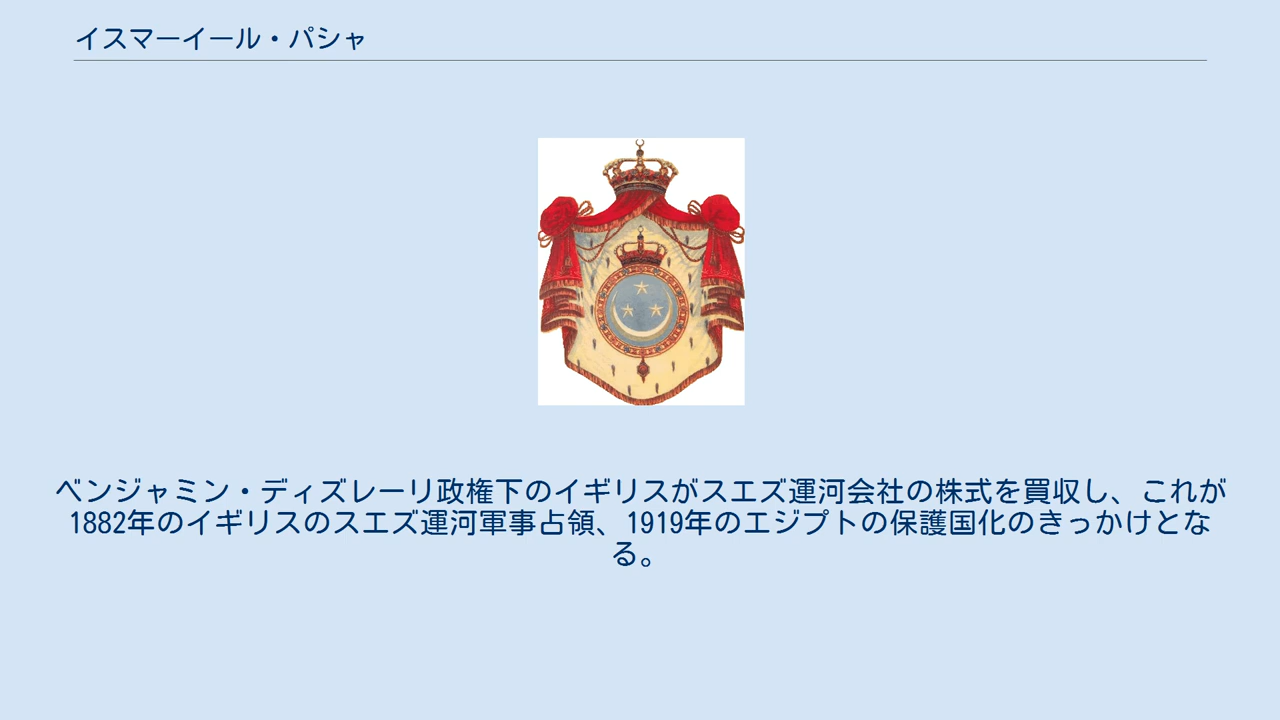 イスマーイール・パシャ
ベンジャミン・ディズレーリ政権下のイギリスがスエズ運河会社の株式を買収し、これが
1882年のイギリスのスエズ運河軍事占領、1919年のエジプトの保護国化のきっかけとな
る。